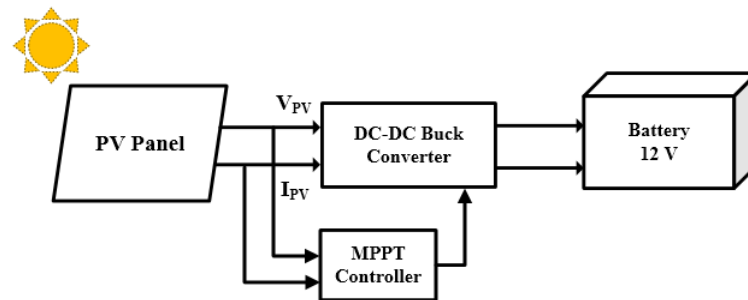 V_PV
PV Panel
DC-DC Buck
Converter
Battery
12 V
I_PV
MPPT
Controller